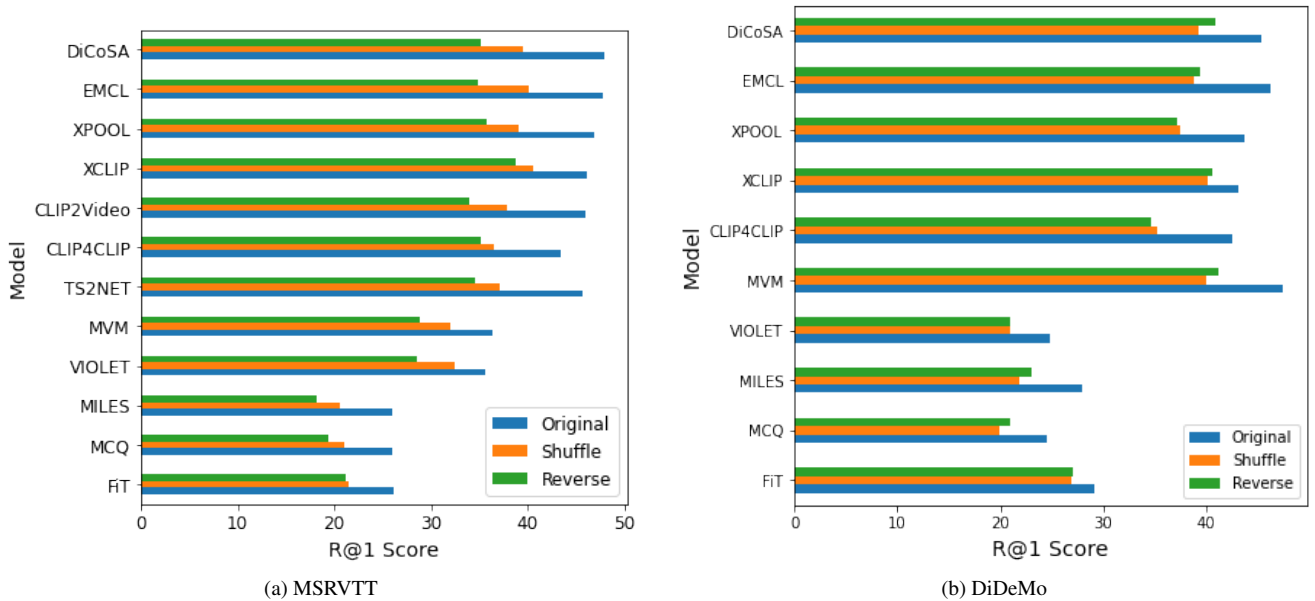 DiCoSA
EMCL
XPOOL
XCLIP
CLIP2Video
CLIP4CLIP
TS2NET
MVM
VIOLET
MILES
MCQ
FiT
Model
0 10 20 30 40 50
R@1 Score
Original
Shuffle
Reverse
(a) MSRVTT
DiCoSA
EMCL
XPOOL
XCLIP
CLIP4CLIP
MVM
VIOLET
MILES
MCQ
FiT
Model
0 10 20 30 40
R@1 Score
Original
Shuffle
Reverse
(b) DiDeMo